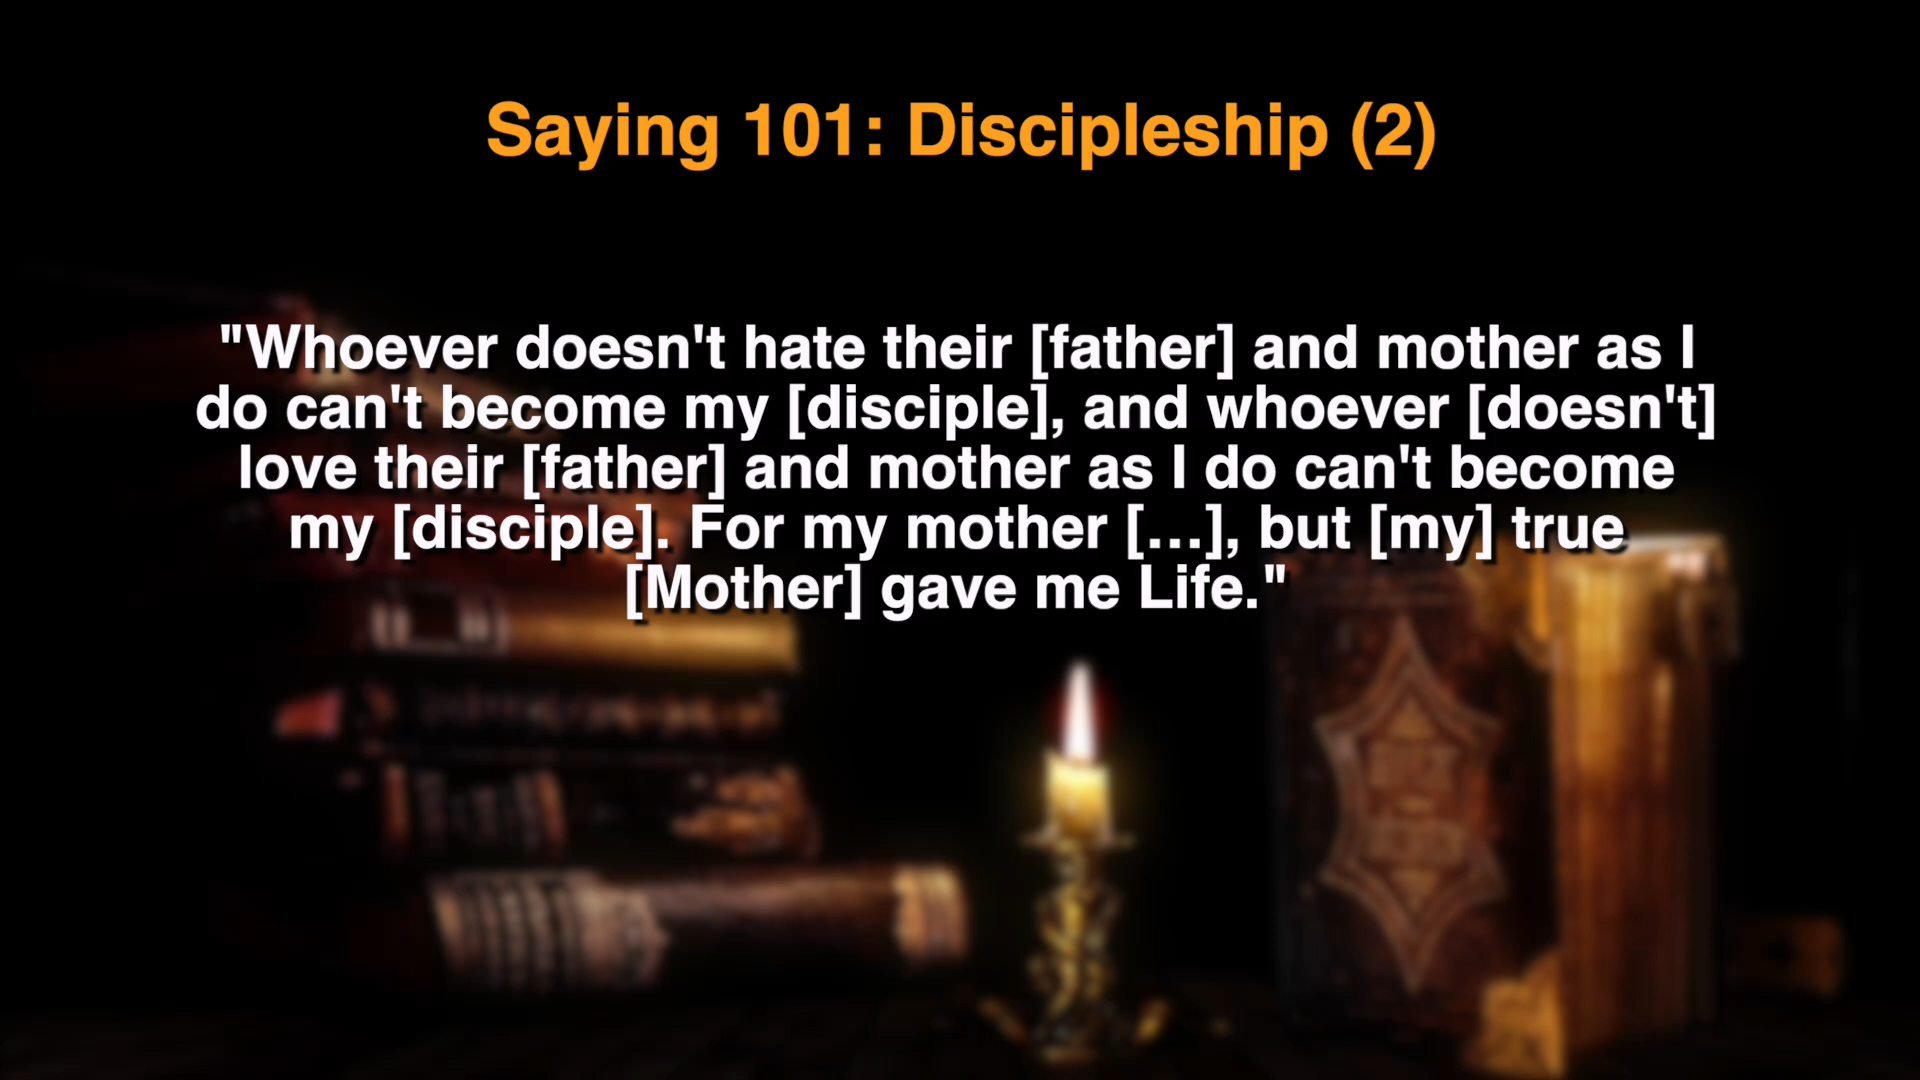 Saying 101: Discipleship (2)
"Whoever doesn't hate their [father] and mother as I
do can't become my [disciple], and whoever [doesn't]
love their [father] and mother as I do can't become
my [disciple]. For my mother […], but [my] true
[Mother] gave me Life."